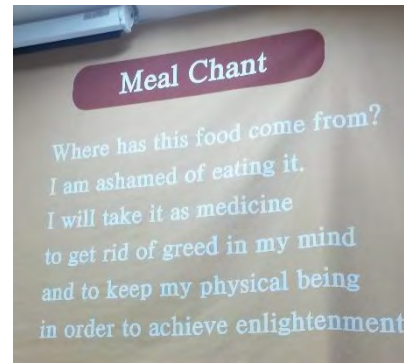 Meal Chant
Where has this food come from?
I am ashamed of eating it.
I will take it as medicine
to get rid of greed in my mind
and to keep my physical being
in order to achieve enlightenment